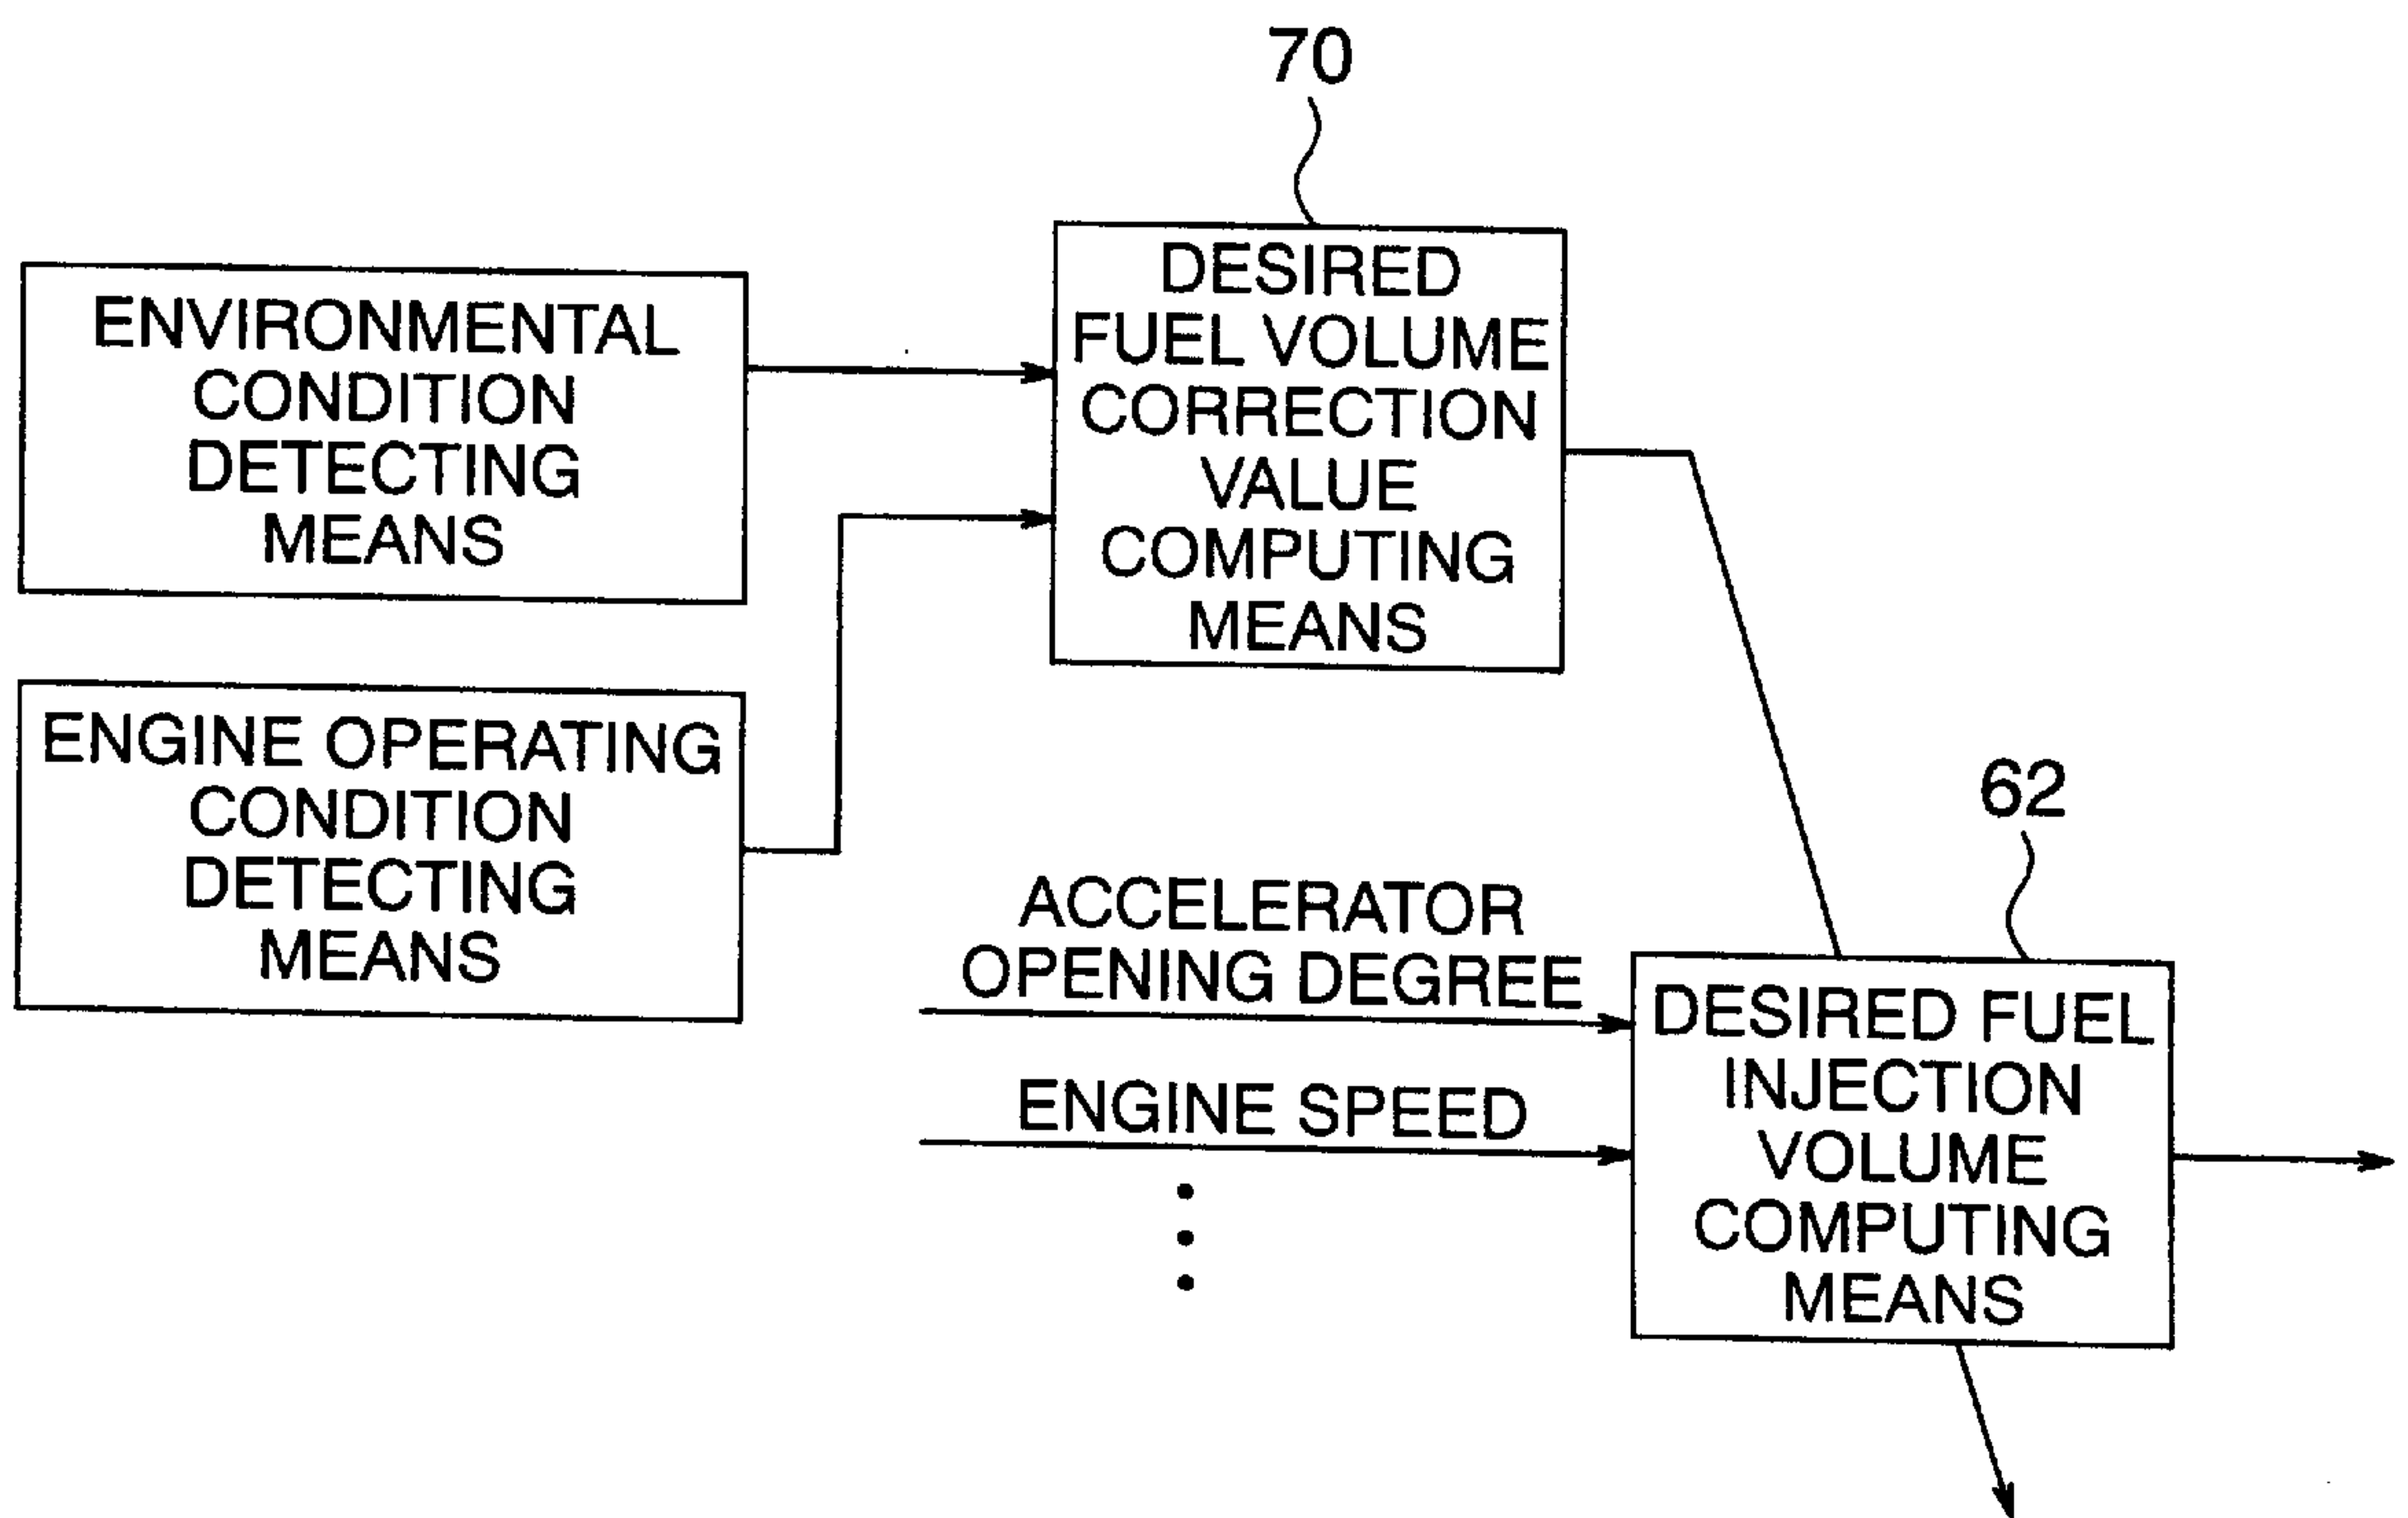 70
ENVIRONMENTAL
CONDITION
DETECTING
MEANS
DESIRED
FUEL VOLUME
CORRECTION
VALUE
COMPUTING
MEANS
ENGINE OPERATING
CONDITION
DETECTING
MEANS
62
ACCELERATOR
OPENING DEGREE
ENGINE SPEED
DESIRED FUEL
INJECTION
VOLUME
COMPUTING
MEANS